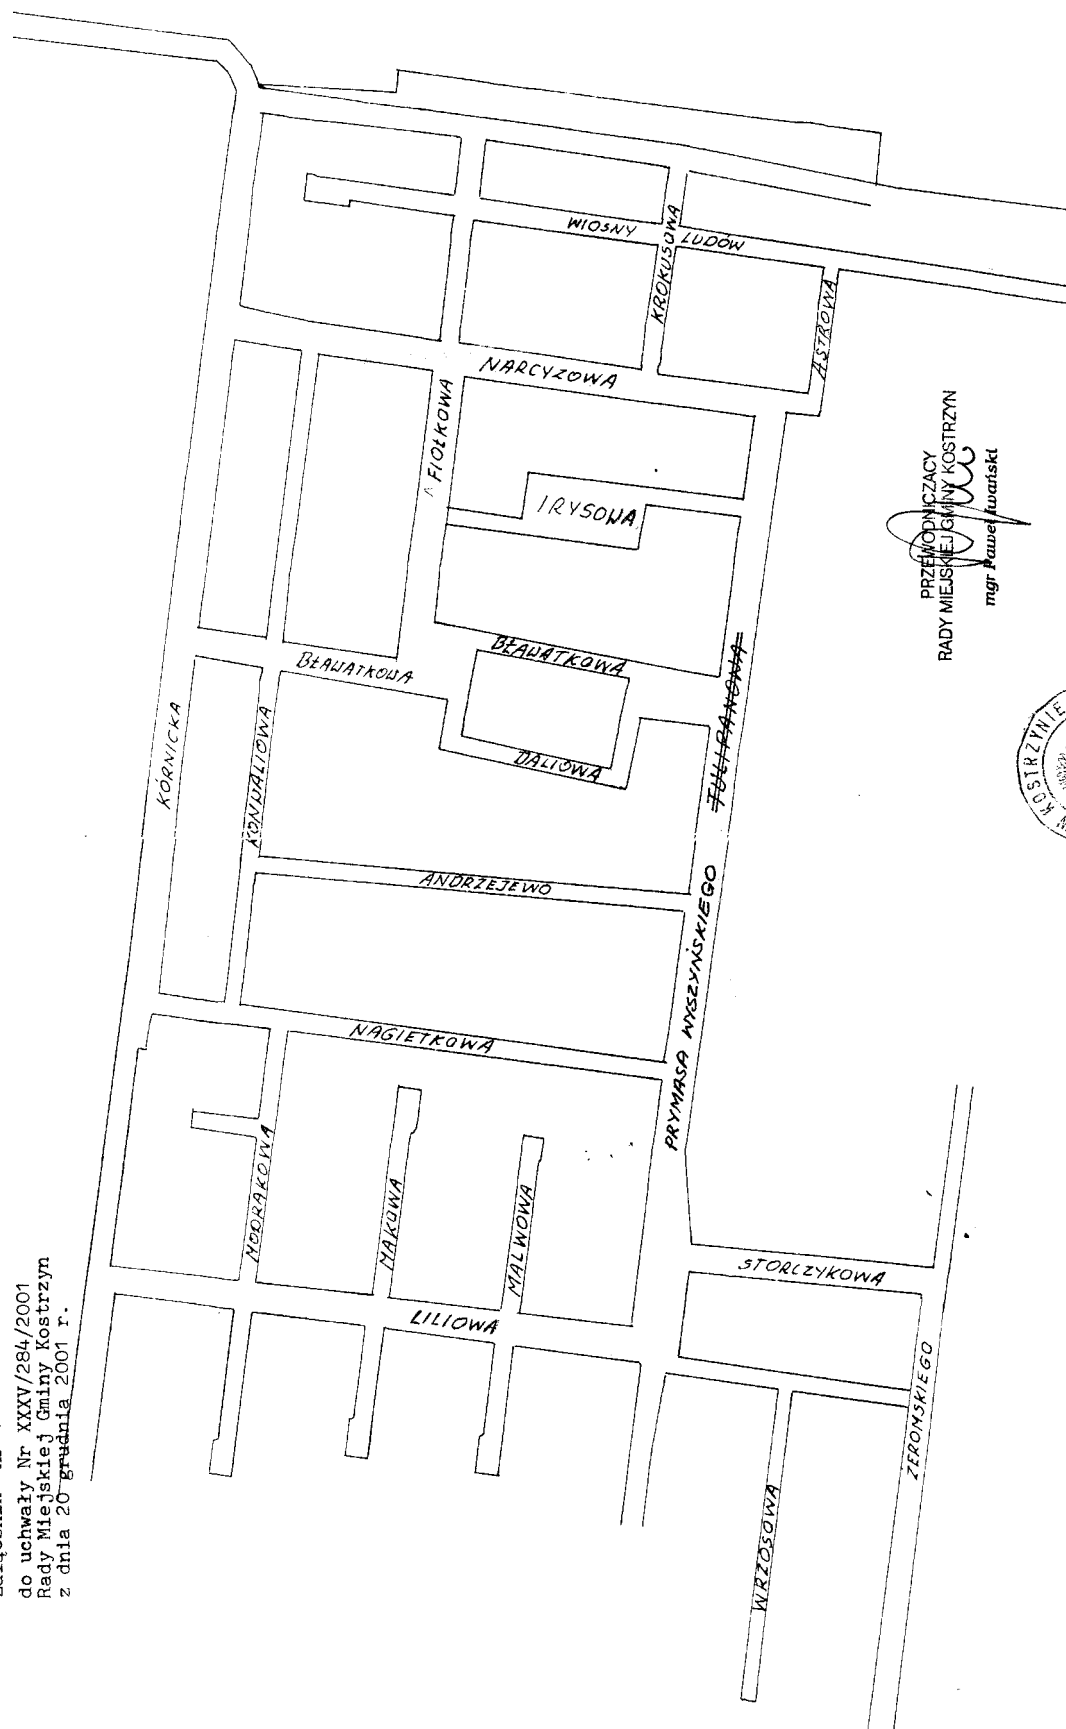 do uchwały Nr XXXV/284/2001
Rady Miejskiej Gminy Kostrzyn
z dnia 20 grudnia 2001 r.
KÓRNICKA
KONWALIOWA
BŁAWATKOWA
FIOŁKOWA
NARCYZOWA
WIOSNY LUDÓW
KROKUSOWA
ASTROWA
IRYSOWA
BŁAWATKOWA
DALIOWA
TULIPANOWA
ANDRZEJEWO
PRYMASA WYSZYŃSKIEGO
NAGIETKOWA
MODRAKOWA
MAKOWA
MALWOWA
LILIOWA
STORCZYKOWA
ŻEROMSKIEGO
WRZOSOWA
PRZEWODNICZĄCY
RADY MIEJSKIEJ GMINY KOSTRZYN
mgr Paweł Iwański
W KOSTRZYNIE